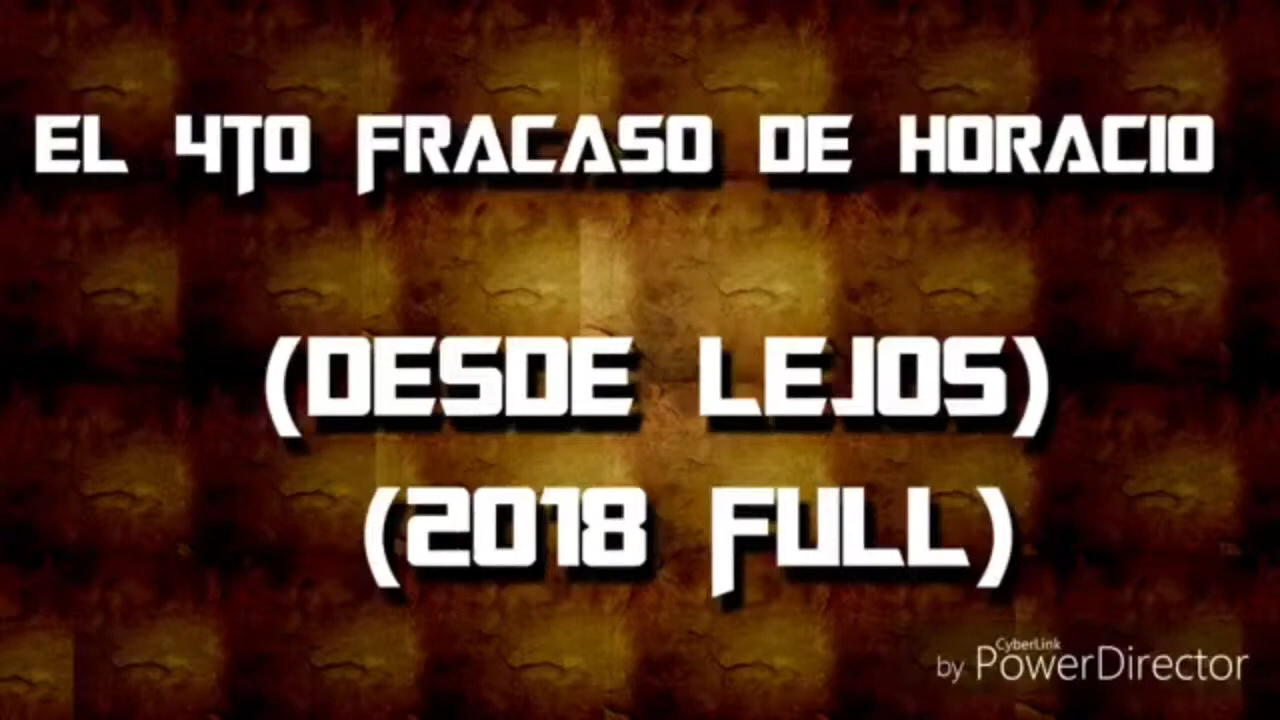 EL 4TO FRACASO DE HORACIO
(DESDE LEJOS)
(2018 FULL)
by CyberLink PowerDirector